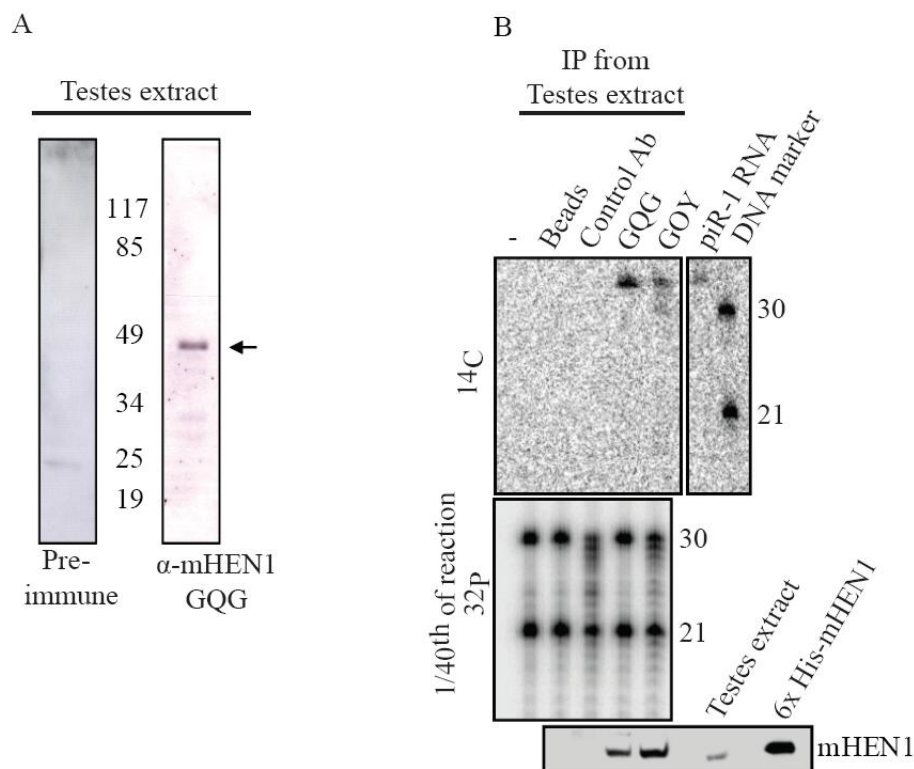 A
Testes extract
117
85
49
34
25
19
Pre-
immune
α-mHEN1
GQG
B
IP from
Testes extract
-
Beads
Control Ab
GQG
GOY
piR-1 RNA
DNA marker
14C
30
21
1/40th of reaction
32P
30
21
Testes extract
6x His-mHEN1
mHEN1